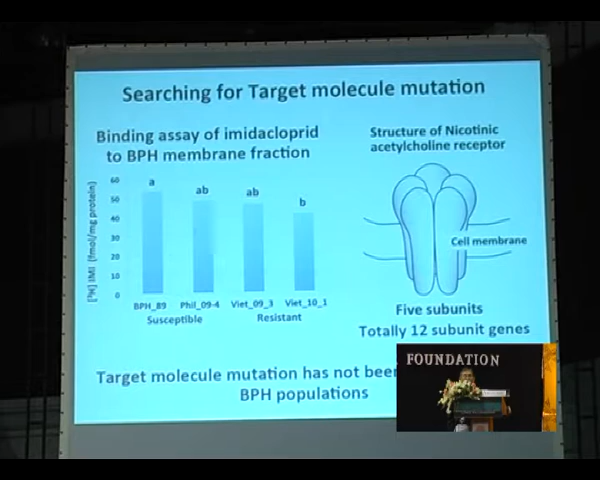 Searching for Target molecule mutation
Binding assay of imidacloprid
to BPH membrane fraction
Structure of Nicotinic
acetylcholine receptor
[³H] IMI (fmol/mg protein)
60
50
40
30
20
10
0
a
ab
ab
b
BPH_89 Phil_09-4 Viet_09_3 Viet_10_1
Susceptible Resistant
Cell membrane
Five subunits
Totally 12 subunit genes
Target molecule mutation has not been
BPH populations
FOUNDATION